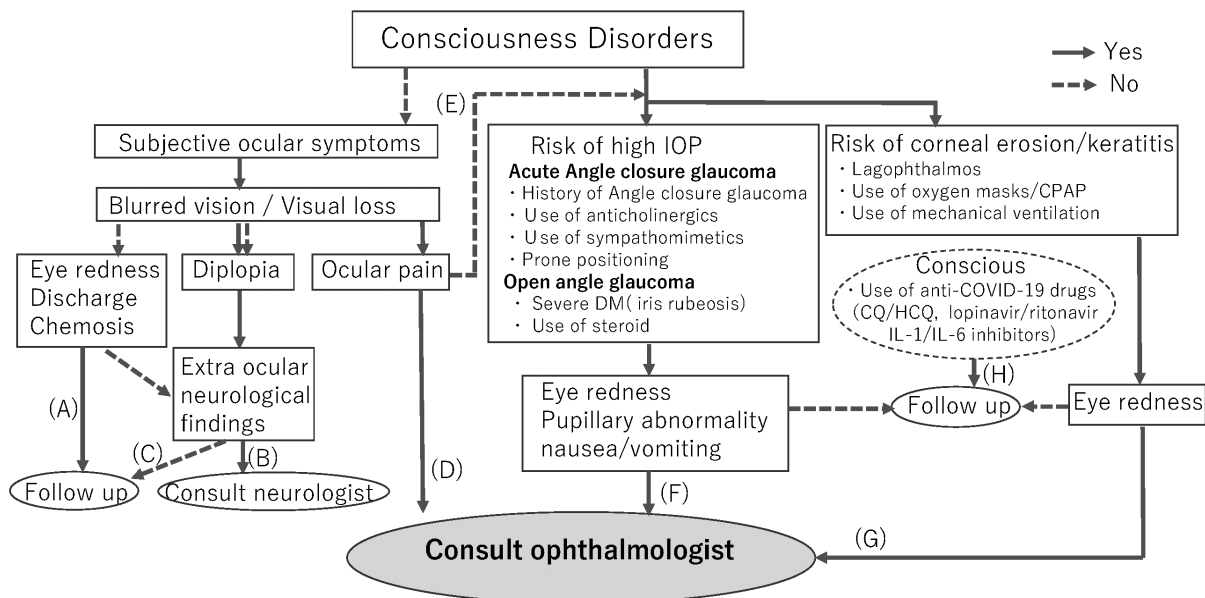 Consciousness Disorders
Yes
No
(E)
Subjective ocular symptoms
Blurred vision / Visual loss
Eye redness
Discharge
Chemosis
Diplopia
Ocular pain
Extra ocular
neurological
findings
(A)
(C)
(B)
(D)
Follow up
Consult neurologist
Risk of high IOP
Acute Angle closure glaucoma
・History of Angle closure glaucoma
・Use of anticholinergics
・Use of sympathomimetics
・Prone positioning
Open angle glaucoma
・Severe DM( iris rubeosis)
・Use of steroid
Risk of corneal erosion/keratitis
・Lagophthalmos
・Use of oxygen masks/CPAP
・Use of mechanical ventilation
Conscious
・Use of anti-COVID-19 drugs
(CQ/HCQ, lopinavir/ritonavir
IL-1/IL-6 inhibitors)
(H)
Eye redness
Pupillary abnormality
nausea/vomiting
Follow up
Eye redness
(F)
(G)
Consult ophthalmologist